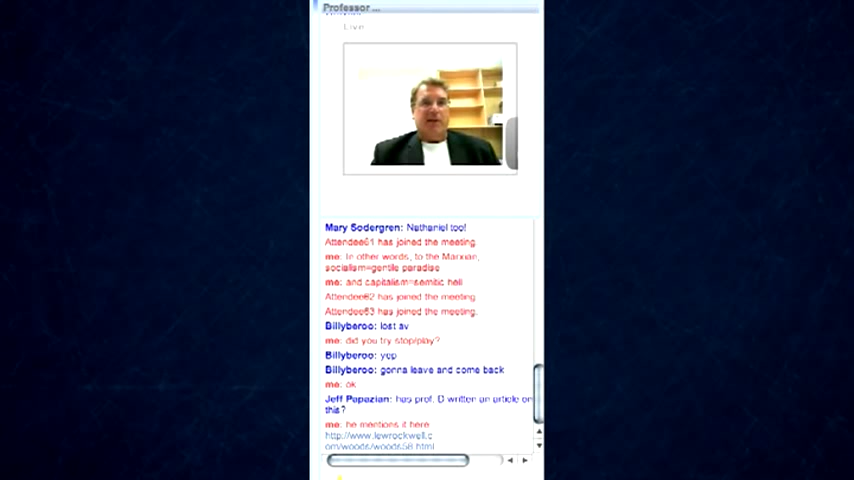 Professor ...
Live
Mary Sodergren: Nathaniel too!
Attendee61 has joined the meeting.
me: In other words, to the Marxian,
socialism=gentile paradise
me: and capitalism=semitic hell
Attendee62 has joined the meeting.
Attendee63 has joined the meeting.
Billyberoo: lost av
me: did you try stop/play?
Billyberoo: yep
Billyberoo: gonna leave and come back
me: ok
Jeff Papazian: has prof. D written an article on
this?
me: he mentions it here
http://www.lewrockwell.c
om/woods/woods58.html